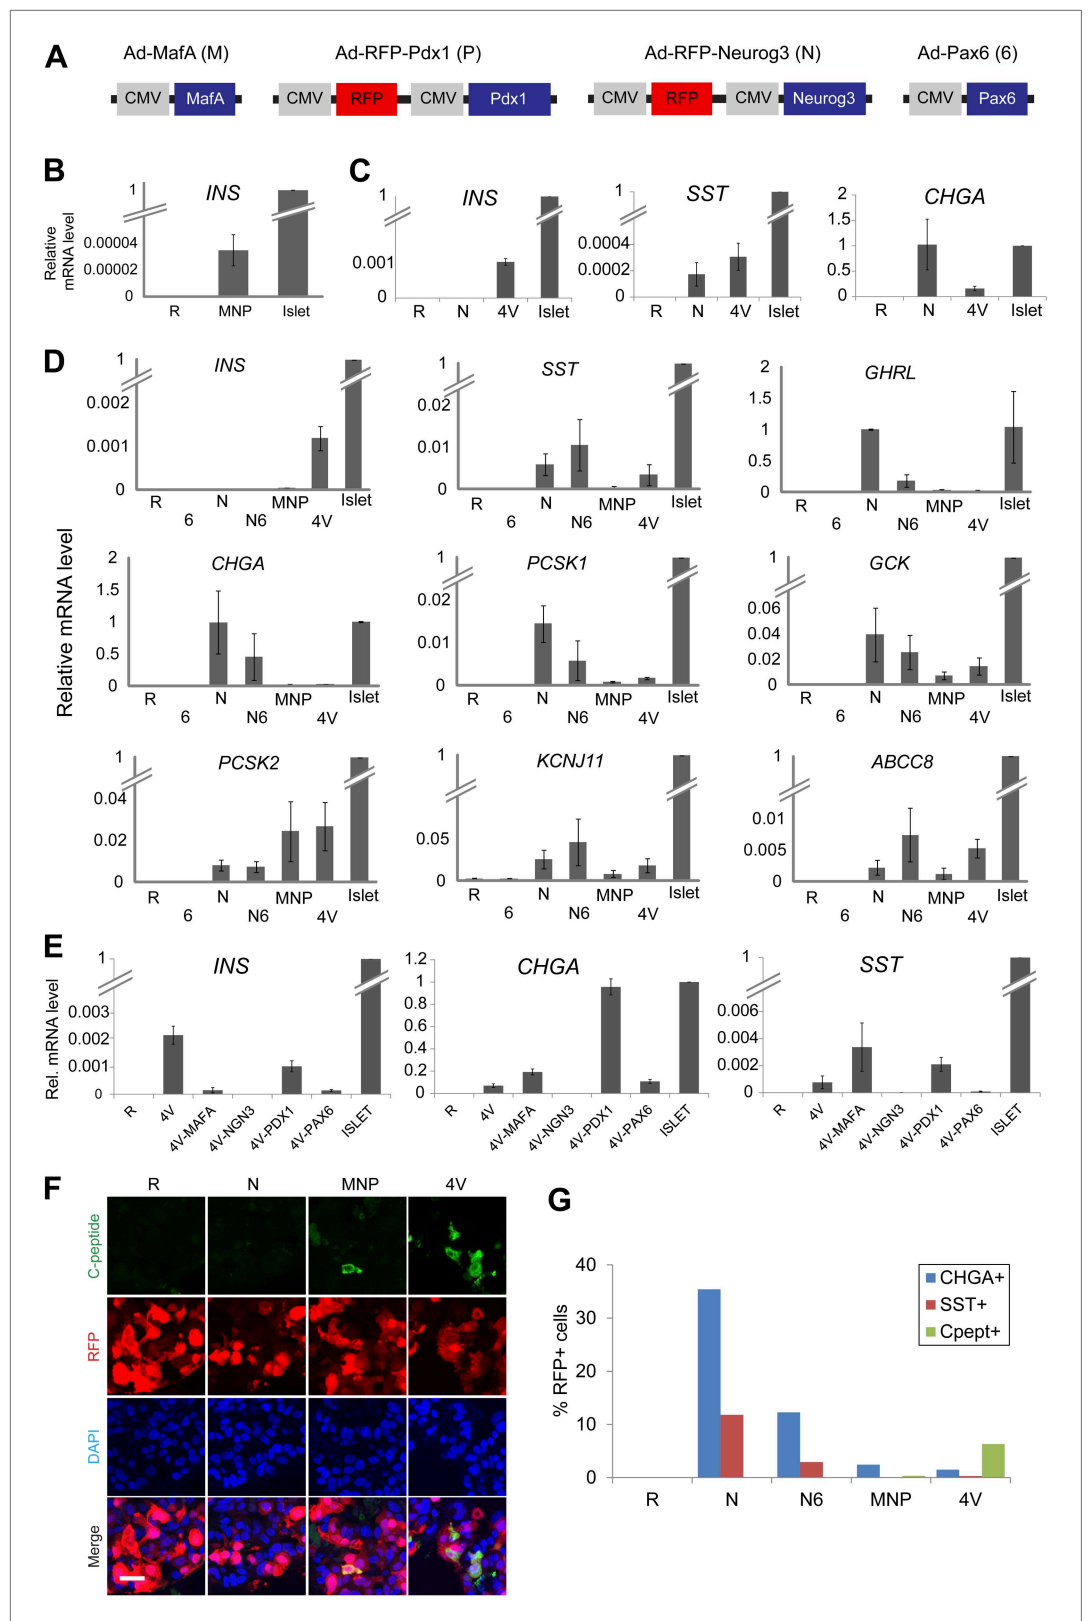 A
Ad-MafA (M) Ad-RFP-Pdx1 (P) Ad-RFP-Neurog3 (N) Ad-Pax6 (6)
CMV MafA CMV RFP CMV Pdx1 CMV RFP CMV Neurog3 CMV Pax6
B
INS
Relative mRNA level
1
0.00004
0.00002
0
R MNP Islet
C
INS
1
0.001
0
R N 4V Islet
SST
1
0.0004
0.0002
0
R N 4V Islet
CHGA
2
1.5
1
0.5
0
R N 4V Islet
D
Relative mRNA level
INS
1
0.002
0.001
0
R N MNP Islet
6 N6 4V
SST
1
0.02
0.01
0
R N MNP Islet
6 N6 4V
GHRL
2
1
0.5
0
R N MNP Islet
6 N6 4V
CHGA
2
1.5
1
0.5
0
R N MNP Islet
6 N6 4V
PCSK1
1
0.02
0.01
0
R N MNP Islet
6 N6 4V
GCK
1
0.06
0.04
0.02
0
R N MNP Islet
6 N6 4V
PCSK2
1
0.04
0.02
0
R N MNP Islet
6 N6 4V
KCNJ11
1
0.05
0
R N MNP Islet
6 N6 4V
ABCC8
1
0.01
0.005
0
R N MNP Islet
6 N6 4V
E
Rel. mRNA level
INS
1
0.003
0.002
0.001
0
R 4V 4V-MAFA 4V-NGN3 4V-PDX1 4V-PAX6 ISLET
CHGA
1.2
1
0.8
0.6
0.4
0.2
0
R 4V 4V-MAFA 4V-NGN3 4V-PDX1 4V-PAX6 ISLET
SST
1
0.006
0.004
0.002
0
R 4V 4V-MAFA 4V-NGN3 4V-PDX1 4V-PAX6 ISLET
F
R N MNP 4V
C-peptide
RFP
DAPI
Merge
G
% RFP+ cells
40
30
20
10
0
CHGA+
SST+
Cpept+
R N N6 MNP 4V